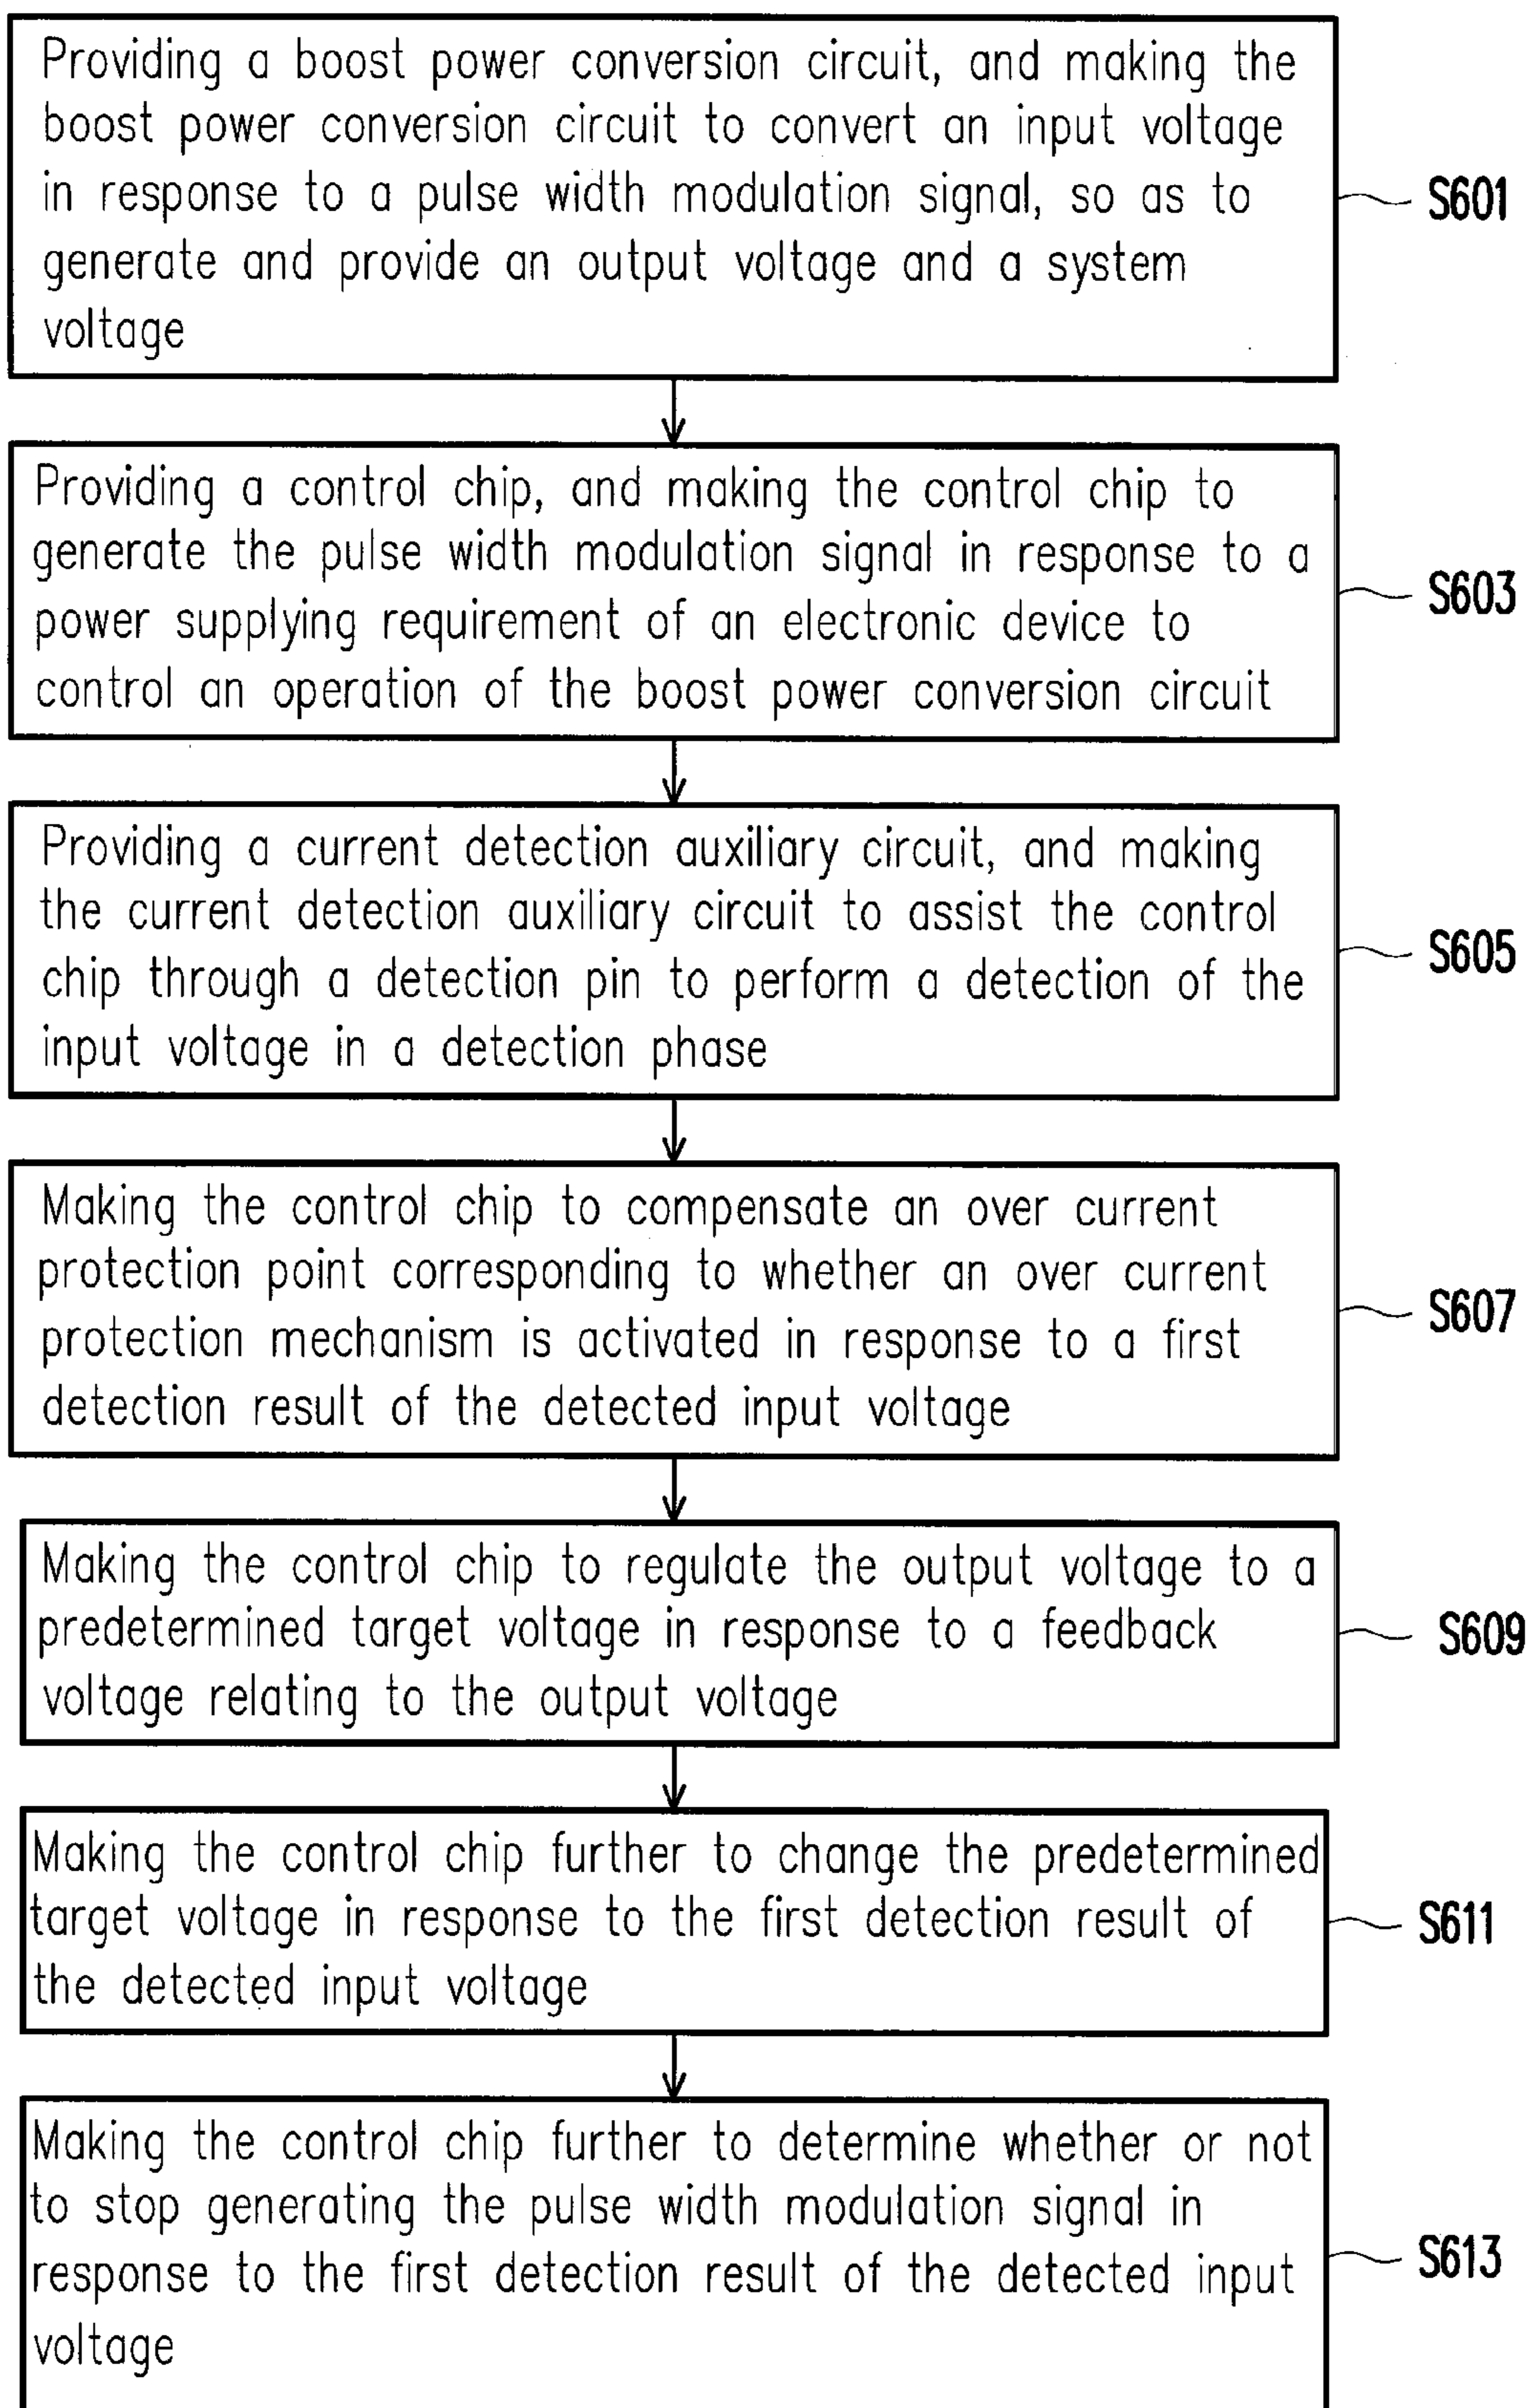 Providing a boost power conversion circuit, and making the
boost power conversion circuit to convert an input voltage
in response to a pulse width modulation signal, so as to
generate and provide an output voltage and a system
voltage
S601
Providing a control chip, and making the control chip to
generate the pulse width modulation signal in response to a
power supplying requirement of an electronic device to
control an operation of the boost power conversion circuit
S603
Providing a current detection auxiliary circuit, and making
the current detection auxiliary circuit to assist the control
chip through a detection pin to perform a detection of the
input voltage in a detection phase
S605
Making the control chip to compensate an over current
protection point corresponding to whether an over current
protection mechanism is activated in response to a first
detection result of the detected input voltage
S607
Making the control chip to regulate the output voltage to a
predetermined target voltage in response to a feedback
voltage relating to the output voltage
S609
Making the control chip further to change the predetermined
target voltage in response to the first detection result of
the detected input voltage
S611
Making the control chip further to determine whether or not
to stop generating the pulse width modulation signal in
response to the first detection result of the detected input
voltage
S613